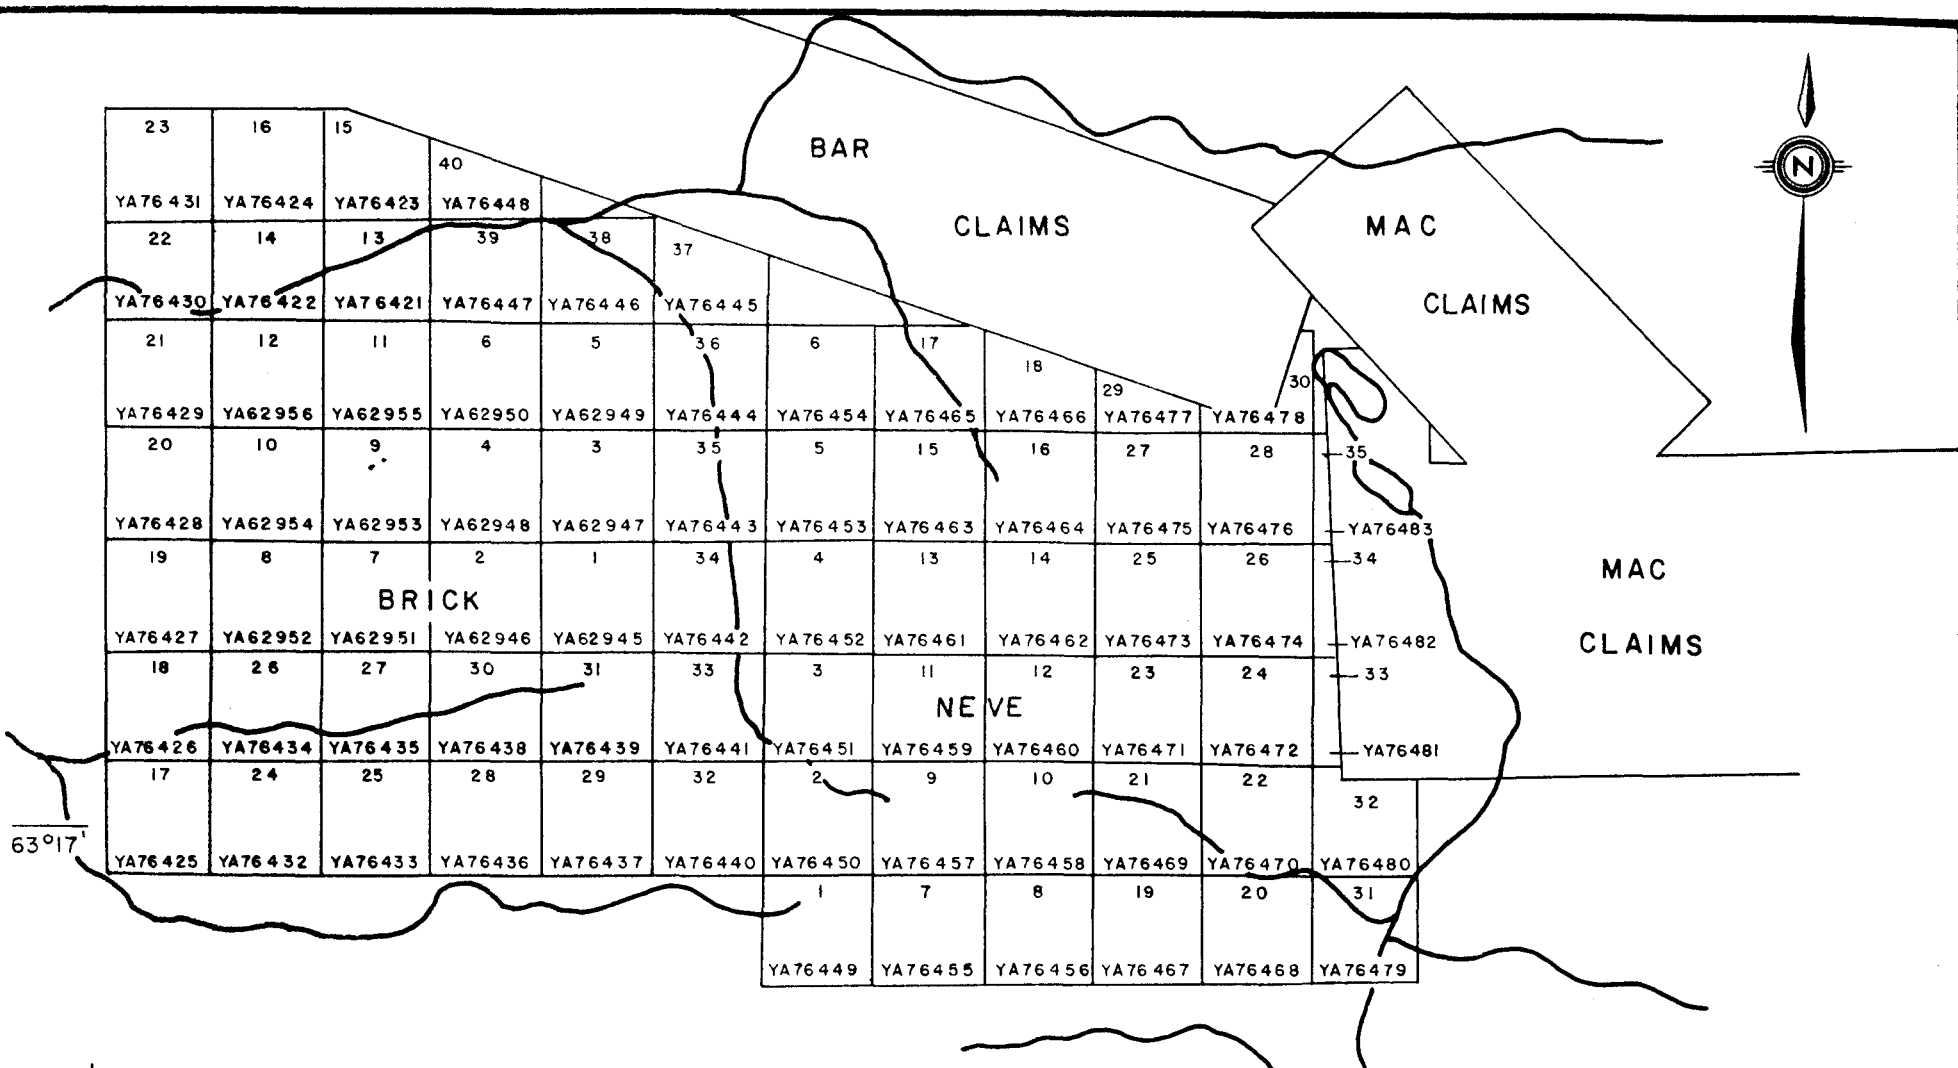 BAR
CLAIMS
MAC
CLAIMS
N
23 16 15
40
YA76431 YA76424 YA76423 YA76448
22 14 13 39 38 37
YA76430 YA76422 YA76421 YA76447 YA76446 YA76445
21 12 11 6 5 36 6 17 18 29 30
YA76429 YA62956 YA62955 YA62950 YA62949 YA76444 YA76454 YA76465 YA76466 YA76477 YA76478
20 10 9 4 3 35 5 15 16 27 28 35
YA76428 YA62954 YA62953 YA62948 YA62947 YA76443 YA76453 YA76463 YA76464 YA76475 YA76476 YA76483
19 8 7 2 1 34 4 13 14 25 26 34
MAC
BRICK
YA76427 YA62952 YA62951 YA62946 YA62945 YA76442 YA76452 YA76461 YA76462 YA76473 YA76474 YA76482
CLAIMS
18 26 27 30 31 33 3 11 12 23 24 33
NEVE
YA76426 YA76434 YA76435 YA76438 YA76439 YA76441 YA76451 YA76459 YA76460 YA76471 YA76472 YA76481
17 24 25 28 29 32 2 9 10 21 22 32
63°17'
YA76425 YA76432 YA76433 YA76436 YA76437 YA76440 YA76450 YA76457 YA76458 YA76469 YA76470 YA76480
1 7 8 19 20 31
YA76449 YA76455 YA76456 YA76467 YA76468 YA76479